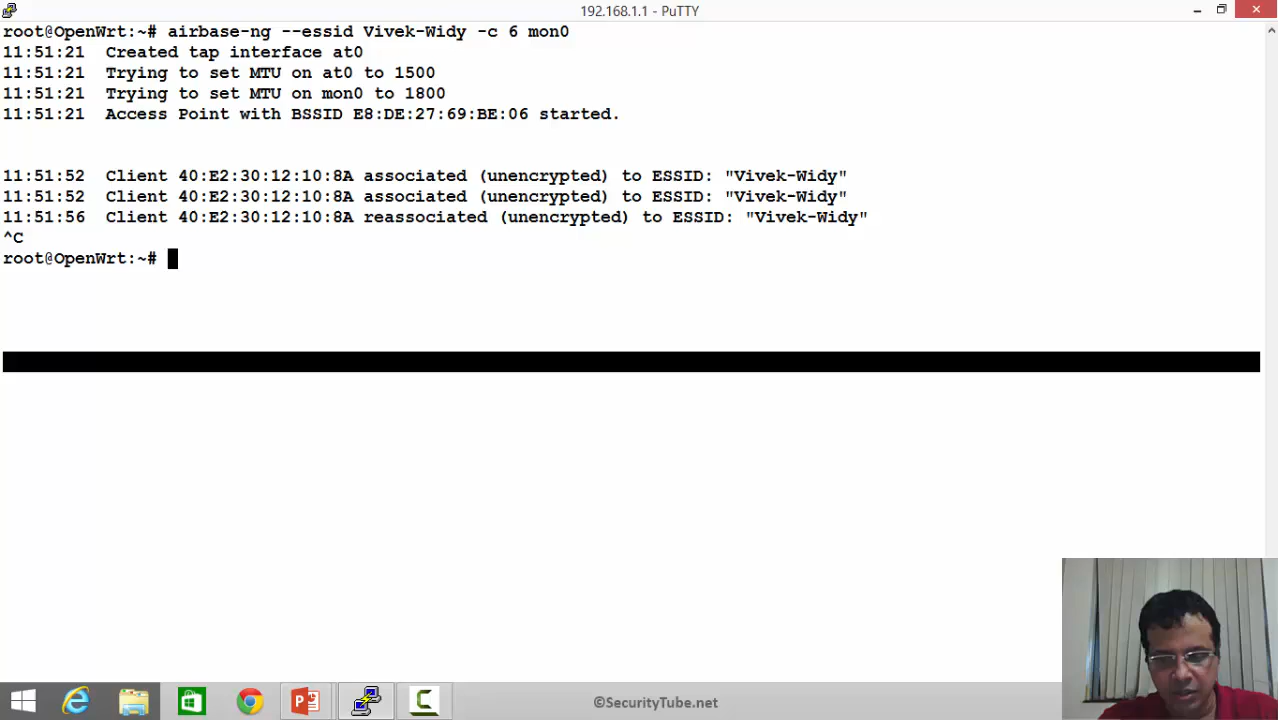 192.168.1.1 - PuTTY
root@OpenWrt:~# airbase-ng --essid Vivek-Widy -c 6 mon0
11:51:21  Created tap interface at0
11:51:21  Trying to set MTU on at0 to 1500
11:51:21  Trying to set MTU on mon0 to 1800
11:51:21  Access Point with BSSID E8:DE:27:69:BE:06 started.
11:51:52  Client 40:E2:30:12:10:8A associated (unencrypted) to ESSID: "Vivek-Widy"
11:51:52  Client 40:E2:30:12:10:8A associated (unencrypted) to ESSID: "Vivek-Widy"
11:51:56  Client 40:E2:30:12:10:8A reassociated (unencrypted) to ESSID: "Vivek-Widy"
^C
root@OpenWrt:~#
©SecurityTube.net